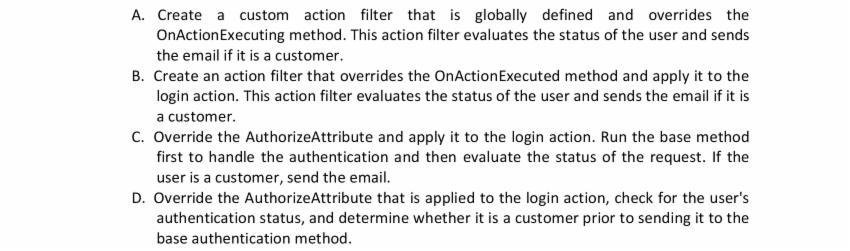 A. Create a custom action filter that is globally defined and overrides the
OnActionExecuting method. This action filter evaluates the status of the user and sends
the email if it is a customer.
B. Create an action filter that overrides the OnActionExecuted method and apply it to the
login action. This action filter evaluates the status of the user and sends the email if it is
a customer.
C. Override the AuthorizeAttribute and apply it to the login action. Run the base method
first to handle the authentication and then evaluate the status of the request. If the
user is a customer, send the email.
D. Override the AuthorizeAttribute that is applied to the login action, check for the user's
authentication status, and determine whether it is a customer prior to sending it to the
base authentication method.